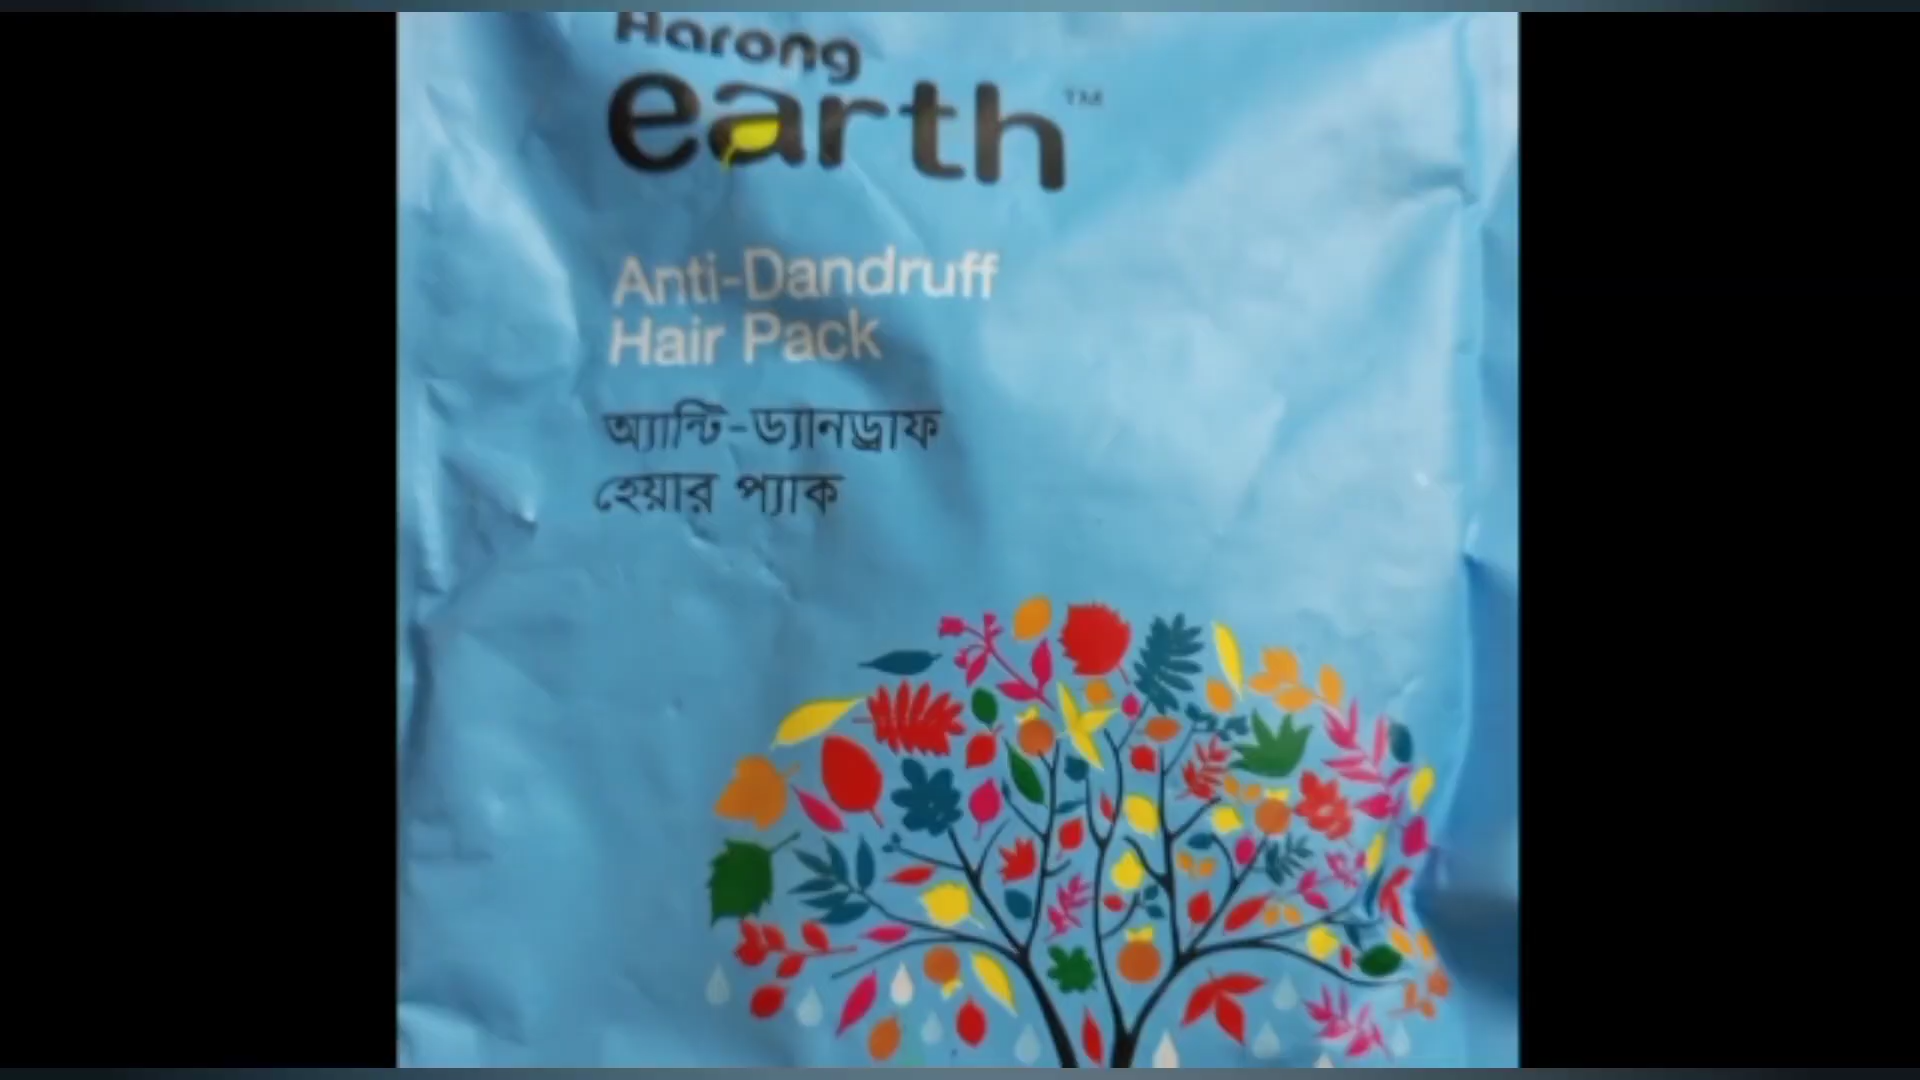 Aarong
earth™
Anti-Dandruff
Hair Pack
অ্যান্টি-ড্যানড্রাফ
হেয়ার প্যাক